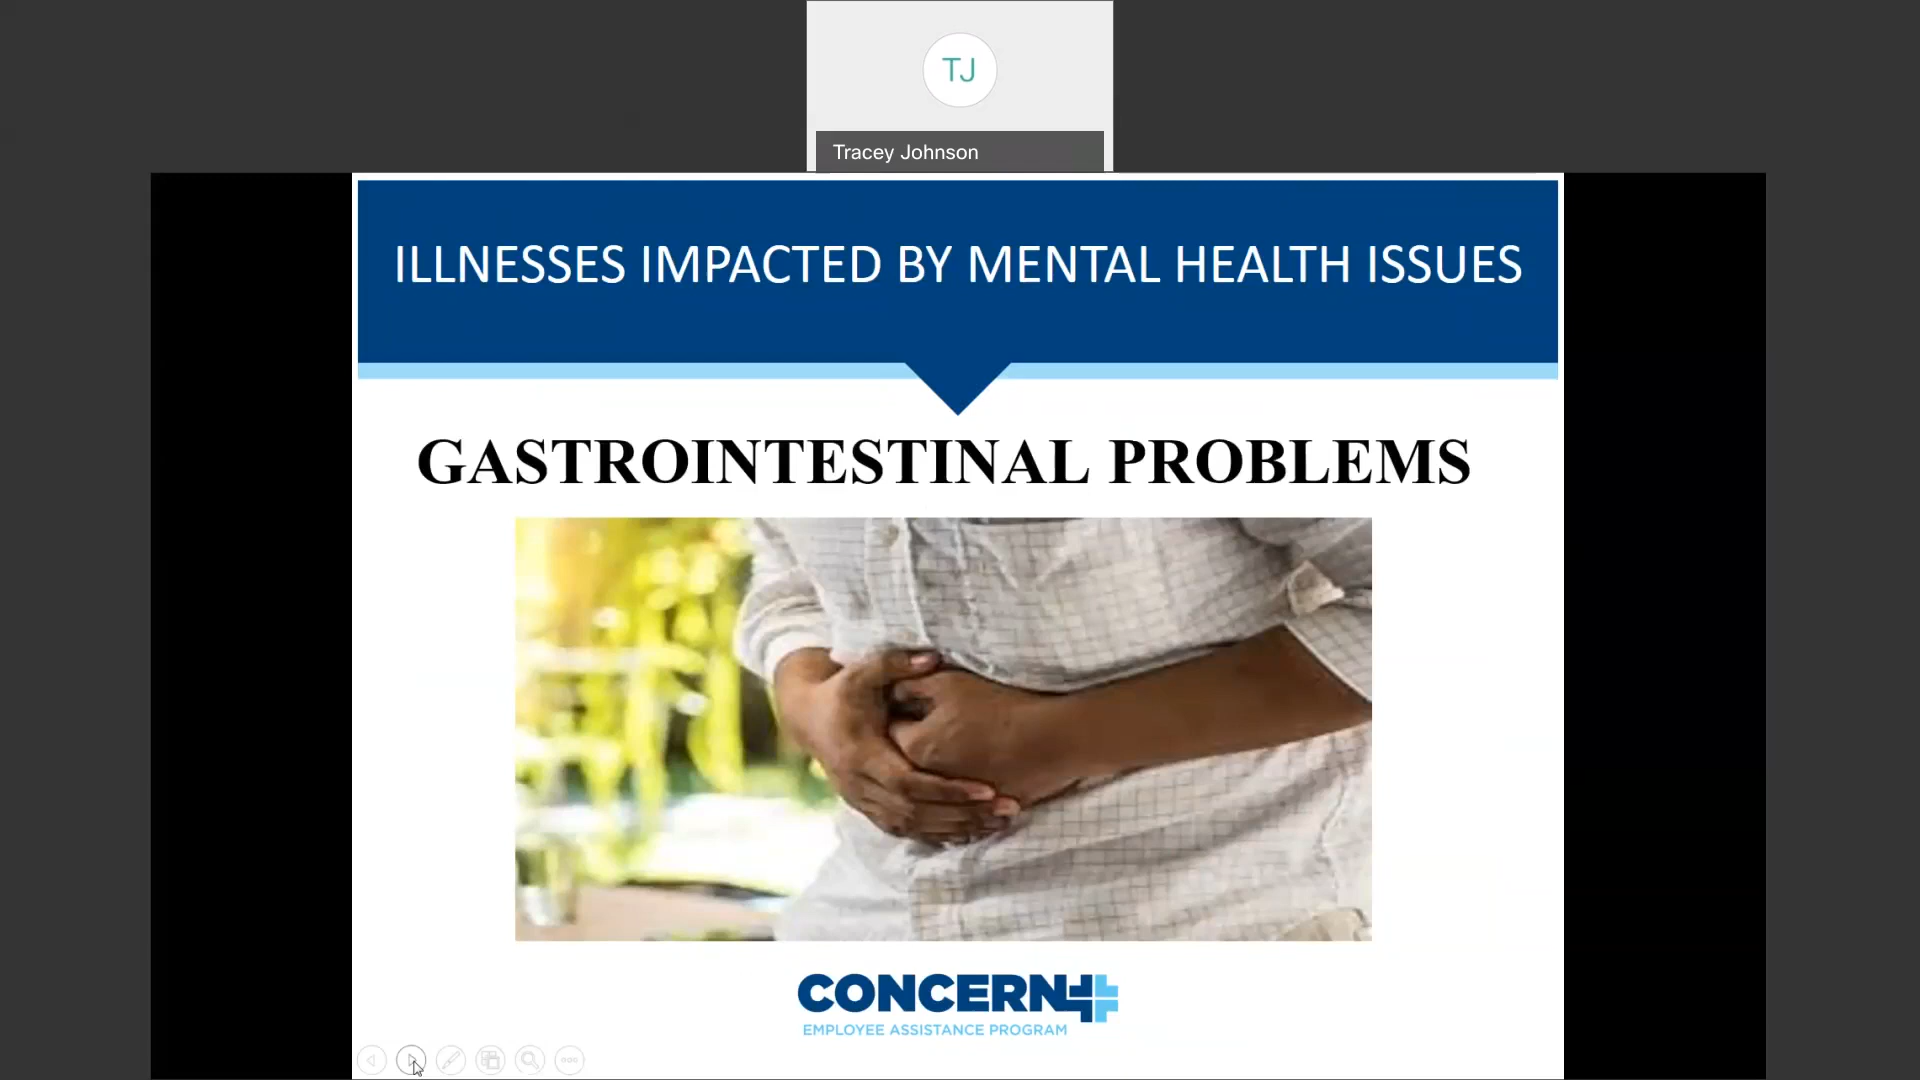 TJ
Tracey Johnson
ILLNESSES IMPACTED BY MENTAL HEALTH ISSUES
GASTROINTESTINAL PROBLEMS
CONCERN
EMPLOYEE ASSISTANCE PROGRAM